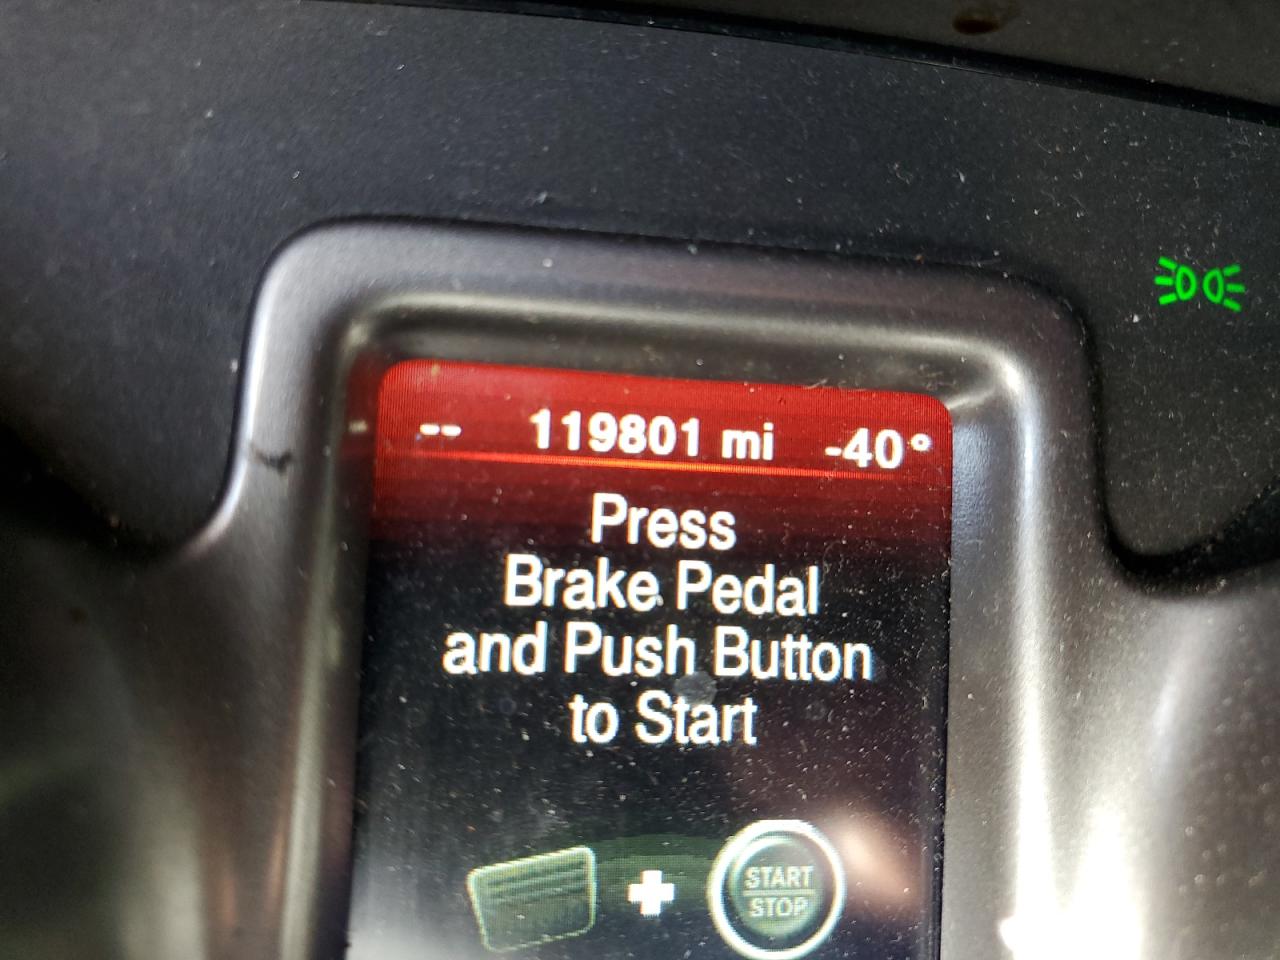 -- 119801 mi -40°
Press
Brake Pedal
and Push Button
to Start
START
STOP